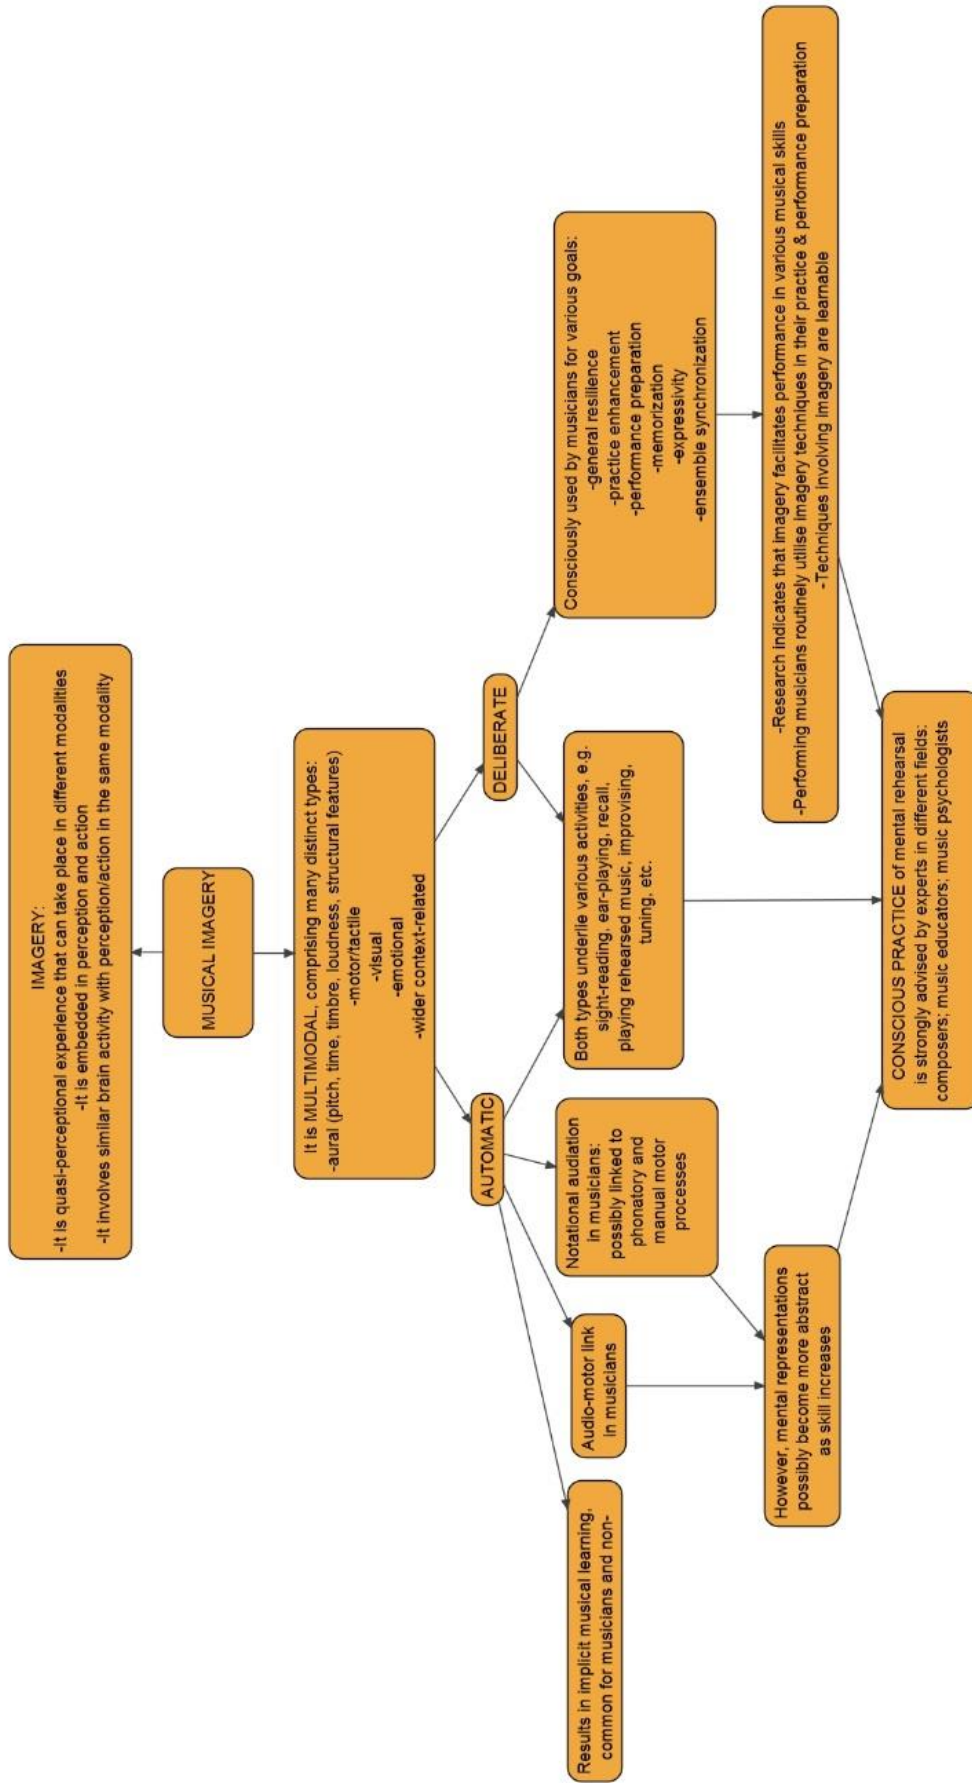 IMAGERY:
-It is quasi-perceptional experience that can take place in different modalities
-It is embedded in perception and action
-It involves similar brain activity with perception/action in the same modality
MUSICAL IMAGERY
It is MULTIMODAL, comprising many distinct types:
-aural (pitch, time, timbre, loudness, structural features)
-motor/tactile
-visual
-emotional
-wider context-related
AUTOMATIC
DELIBERATE
Results in implicit musical learning,
common for musicians and non-
Audio-motor link
in musicians
Notational audiation
in musicians:
possibly linked to
phonatory and
manual motor
processes
Both types underlie various activities, e.g.
sight-reading, ear-playing, recall,
playing rehearsed music, improvising,
tuning, etc.
Consciously used by musicians for various goals:
-general resilience
-practice enhancement
-performance preparation
-memorization
-expressivity
-ensemble synchronization
However, mental representations
possibly become more abstract
as skill increases
-Research indicates that imagery facilitates performance in various musical skills
-Performing musicians routinely utilise imagery techniques in their practice & performance preparation
-Techniques involving imagery are learnable
CONSCIOUS PRACTICE of mental rehearsal
is strongly advised by experts in different fields:
composers; music educators; music psychologists